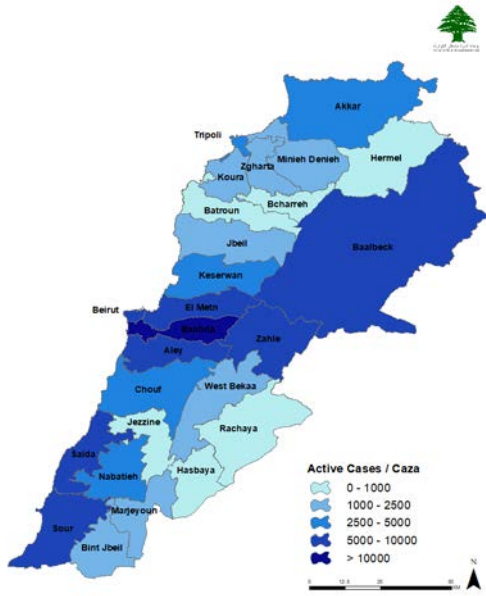 Akkar
Tripoli
Hermel
Minieh Denieh
Zgharta
Koura
Bcharreh
Batroun
Jbeil
Baalbeck
Keserwan
Beirut
El Metn
Baabda
Zahle
Aley
West Bekaa
Chouf
Jezzine
Rachaya
Saida
Hasbaya
Nabatieh
Marjeyoun
Sour
Bint Jbeil
Active Cases / Caza
0 - 1000
1000 - 2500
2500 - 5000
5000 - 10000
> 10000
N